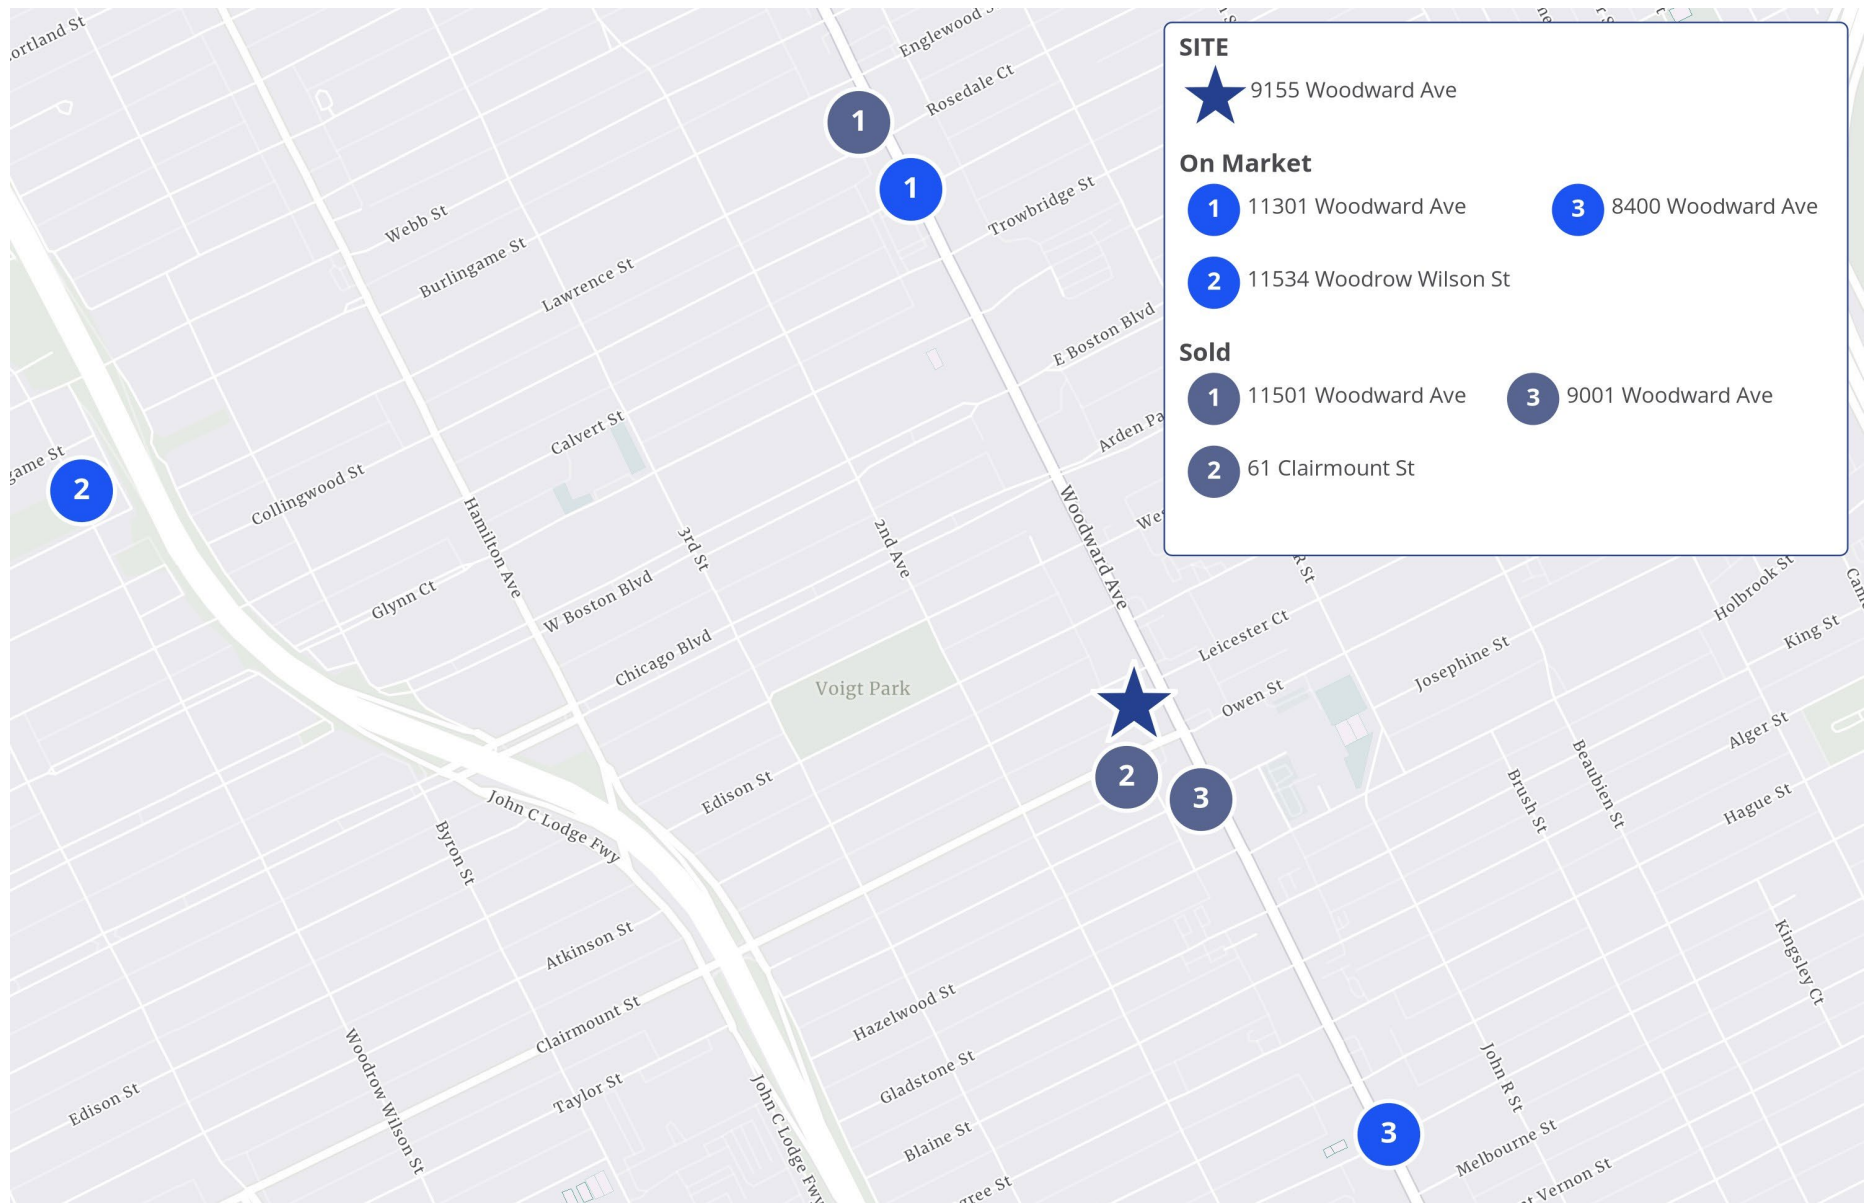 SITE
9155 Woodward Ave
On Market
1 11301 Woodward Ave
3 8400 Woodward Ave
2 11534 Woodrow Wilson St
Sold
1 11501 Woodward Ave
3 9001 Woodward Ave
2 61 Clairmount St
Englewood
Rosedale Ct
1
1
Trowbridge St
Webb St
Burlingame St
Lawrence St
E Boston Blvd
Calvert St
Arden
Collingwood St
2
Hamilton Ave
3rd St
2nd Ave
Woodward Ave
Glynn Ct
W Boston Blvd
Chicago Blvd
Voigt Park
Leicester Ct
Owen St
Josephine St
Holbrook St
King St
Alger St
Hague St
Beaubien St
Brush St
2
3
Edison St
John C Lodge Fwy
Byron St
Atkinson St
Clairmount St
Hazelwood St
Gladstone St
Blaine St
Taylor St
Woodrow Wilson St
Edison St
John C Lodge Fwy
Kingsley Ct
John R St
3
Melbourne St
Vernon St